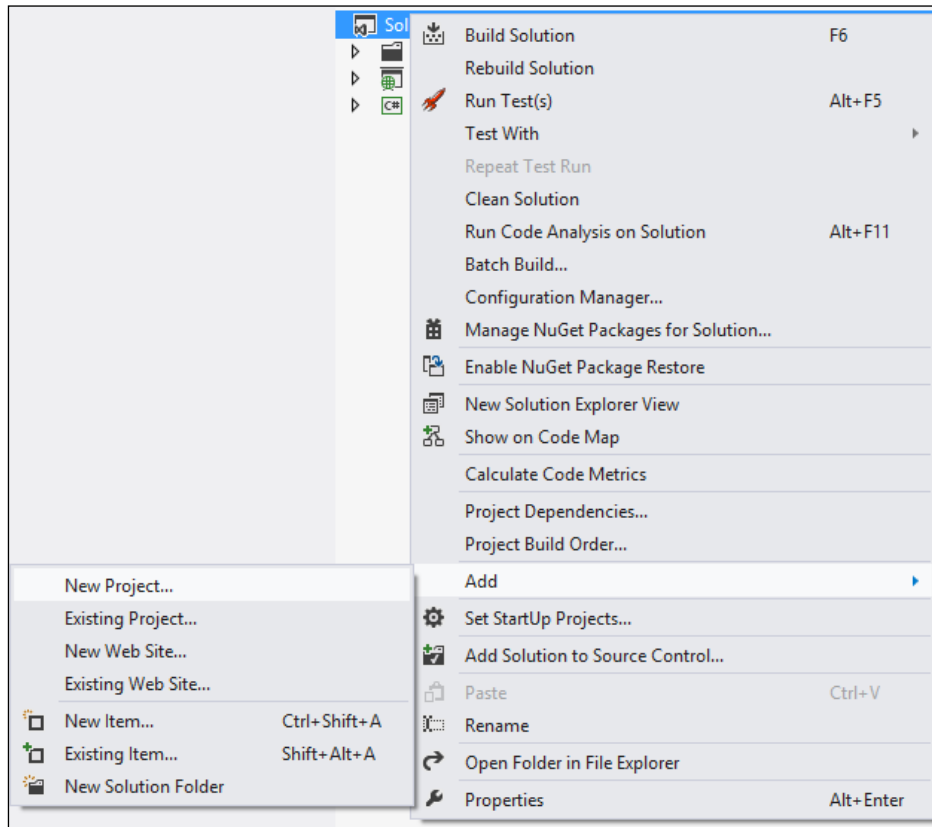 Sol
Build Solution F6
Rebuild Solution
C#
Run Test(s) Alt+F5
Test With
Repeat Test Run
Clean Solution
Run Code Analysis on Solution Alt+F11
Batch Build...
Configuration Manager...
Manage NuGet Packages for Solution...
Enable NuGet Package Restore
New Solution Explorer View
Show on Code Map
Calculate Code Metrics
Project Dependencies...
Project Build Order...
Add
Set StartUp Projects...
Add Solution to Source Control...
Paste Ctrl+V
Rename
Open Folder in File Explorer
Properties Alt+Enter
New Project...
Existing Project...
New Web Site...
Existing Web Site...
New Item... Ctrl+Shift+A
Existing Item... Shift+Alt+A
New Solution Folder